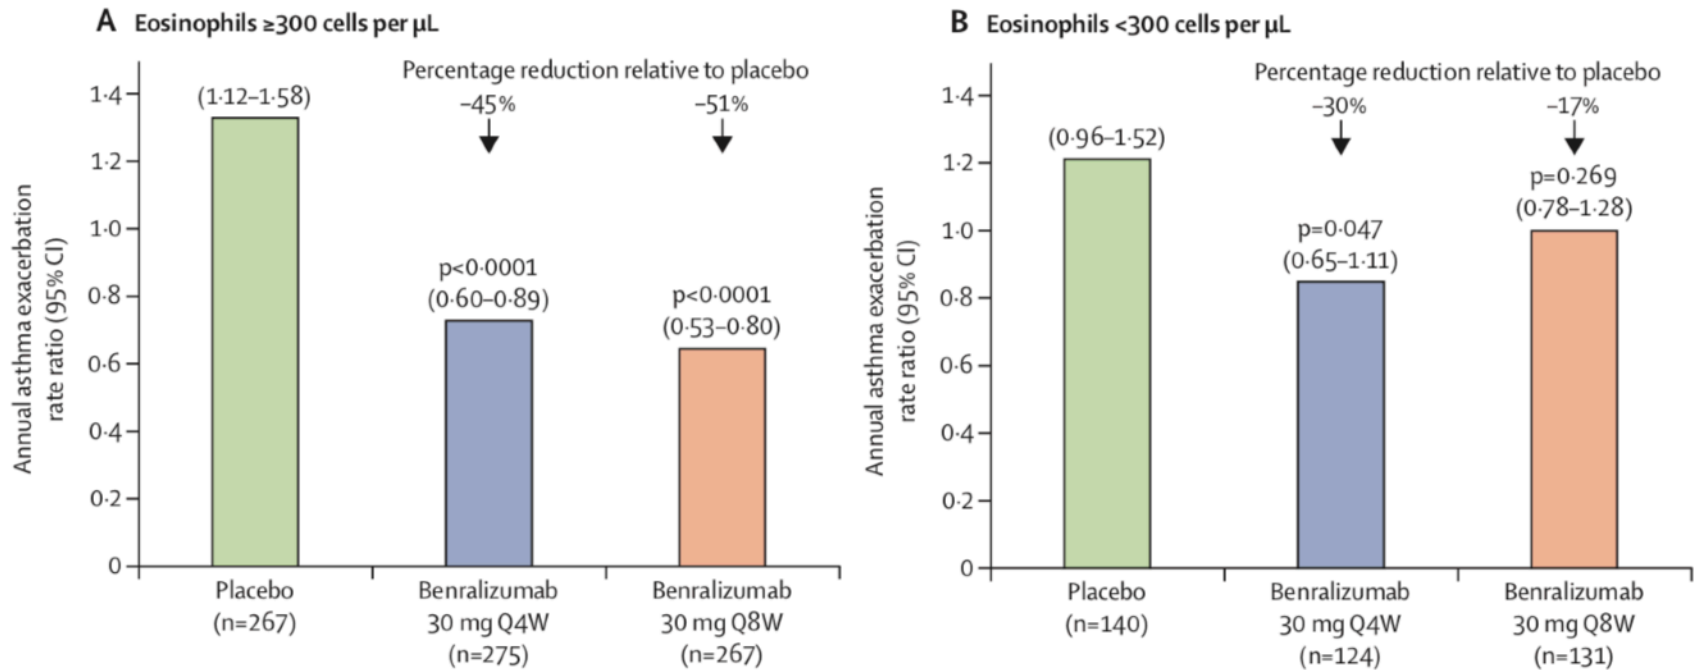 A Eosinophils ≥300 cells per µL
Percentage reduction relative to placebo
–45%
–51%
Annual asthma exacerbation
rate ratio (95% CI)
1·4
1·2
1·0
0·8
0·6
0·4
0·2
0
(1·12–1·58)
p<0·0001
(0·60–0·89)
p<0·0001
(0·53–0·80)
Placebo
(n=267)
Benralizumab
30 mg Q4W
(n=275)
Benralizumab
30 mg Q8W
(n=267)
B Eosinophils <300 cells per µL
Percentage reduction relative to placebo
–30%
–17%
Annual asthma exacerbation
rate ratio (95% CI)
1·4
1·2
1·0
0·8
0·6
0·4
0·2
0
(0·96–1·52)
p=0·047
(0·65–1·11)
p=0·269
(0·78–1·28)
Placebo
(n=140)
Benralizumab
30 mg Q4W
(n=124)
Benralizumab
30 mg Q8W
(n=131)